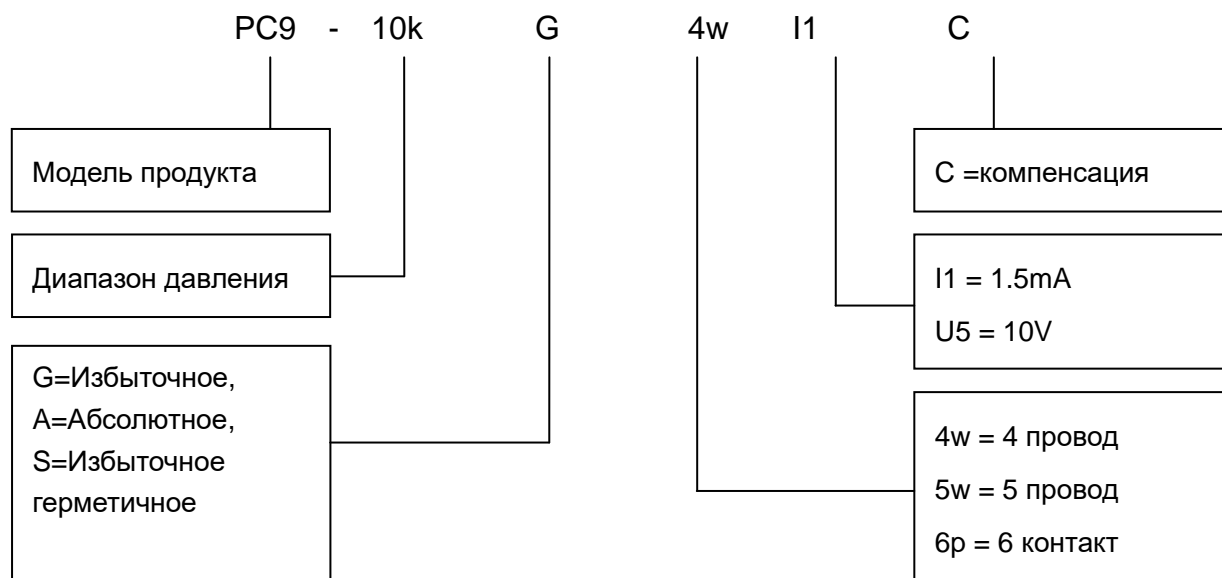 PC9 - 10k G 4w I1 C
Модель продукта
Диапазон давления
G=Избыточное,
A=Абсолютное,
S=Избыточное
герметичное
C =компенсация
I1 = 1.5mA
U5 = 10V
4w = 4 провод
5w = 5 провод
6p = 6 контакт